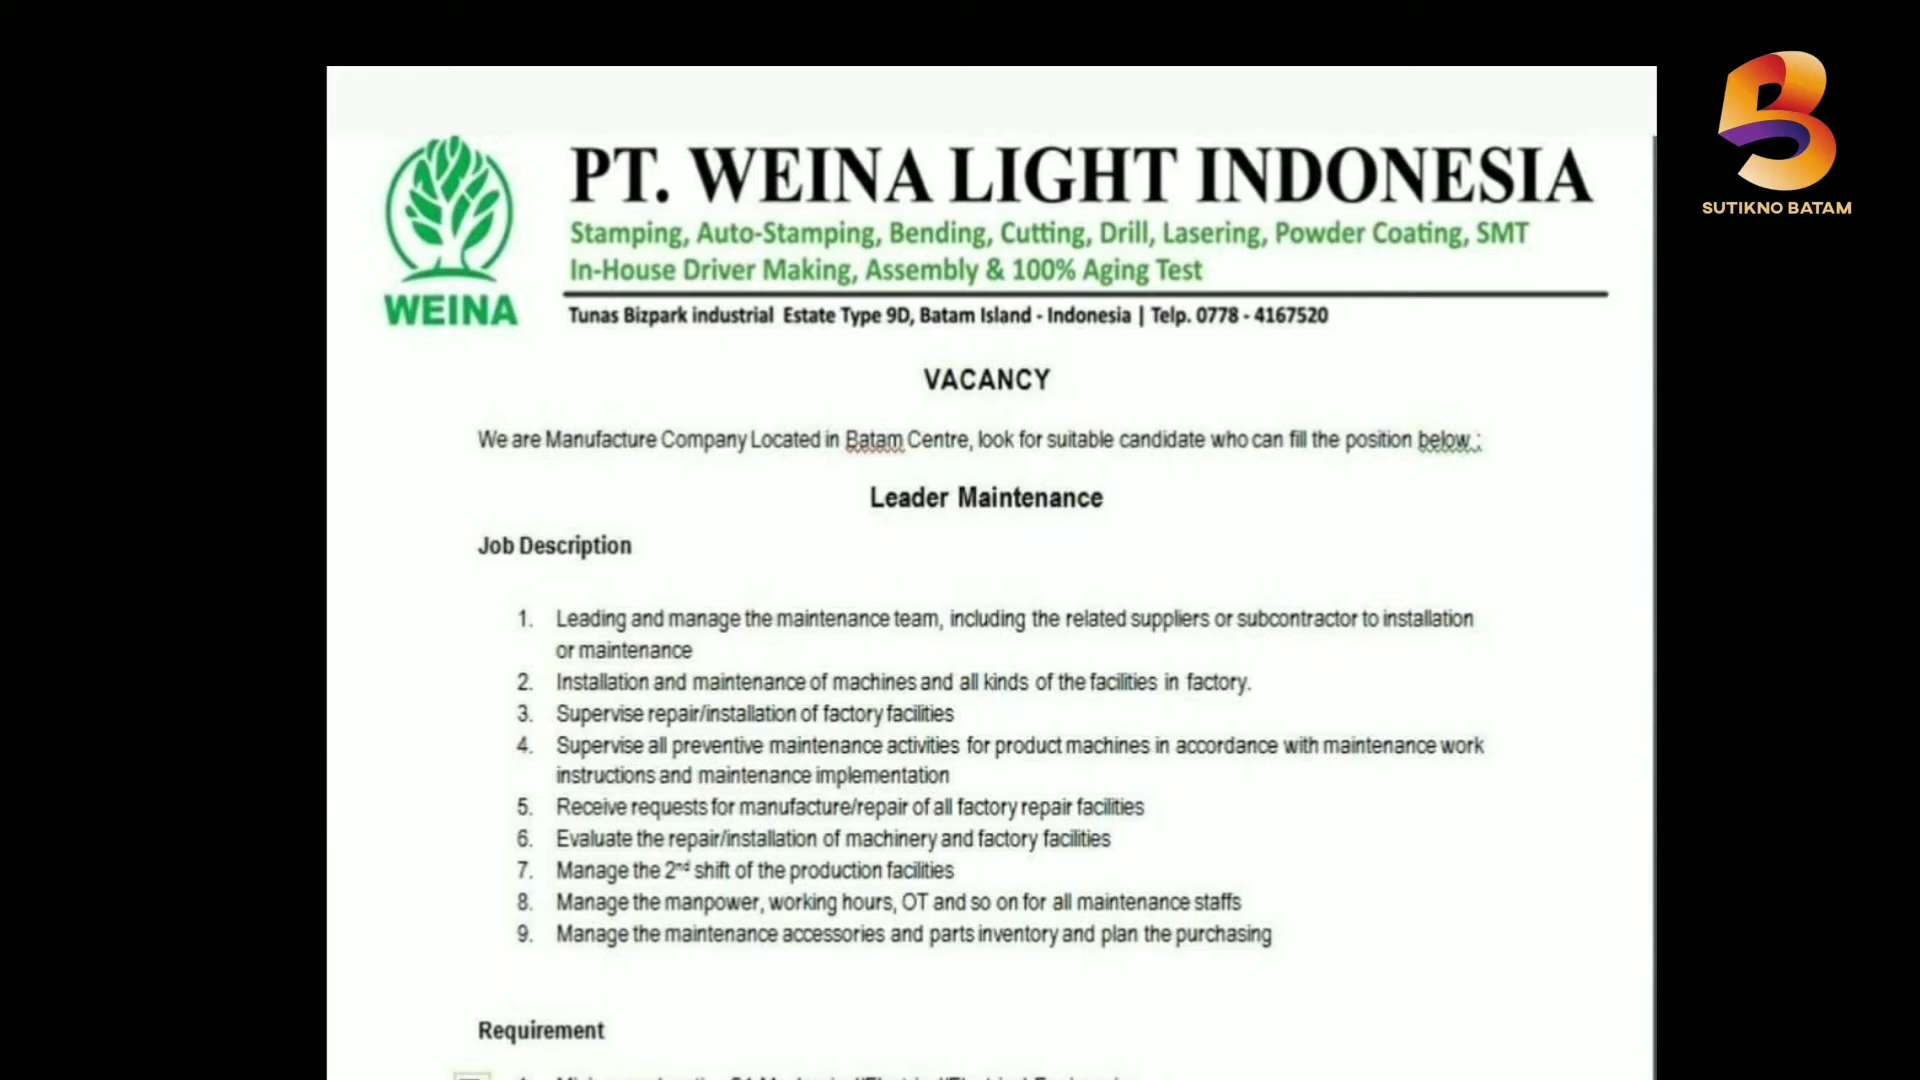 PT. WEINA LIGHT INDONESIA
Stamping, Auto-Stamping, Bending, Cutting, Drill, Lasering, Powder Coating, SMT
In-House Driver Making, Assembly & 100% Aging Test
WEINA
Tunas Bizpark industrial Estate Type 9D, Batam Island - Indonesia | Telp. 0778 - 4167520
SUTIKNO BATAM
VACANCY
We are Manufacture Company Located in Batam Centre, look for suitable candidate who can fill the position below ;
Leader Maintenance
Job Description
1. Leading and manage the maintenance team, including the related suppliers or subcontractor to installation
or maintenance
2. Installation and maintenance of machines and all kinds of the facilities in factory.
3. Supervise repair/installation of factory facilities
4. Supervise all preventive maintenance activities for product machines in accordance with maintenance work
instructions and maintenance implementation
5. Receive requests for manufacture/repair of all factory repair facilities
6. Evaluate the repair/installation of machinery and factory facilities
7. Manage the 2nd shift of the production facilities
8. Manage the manpower, working hours, OT and so on for all maintenance staffs
9. Manage the maintenance accessories and parts inventory and plan the purchasing
Requirement